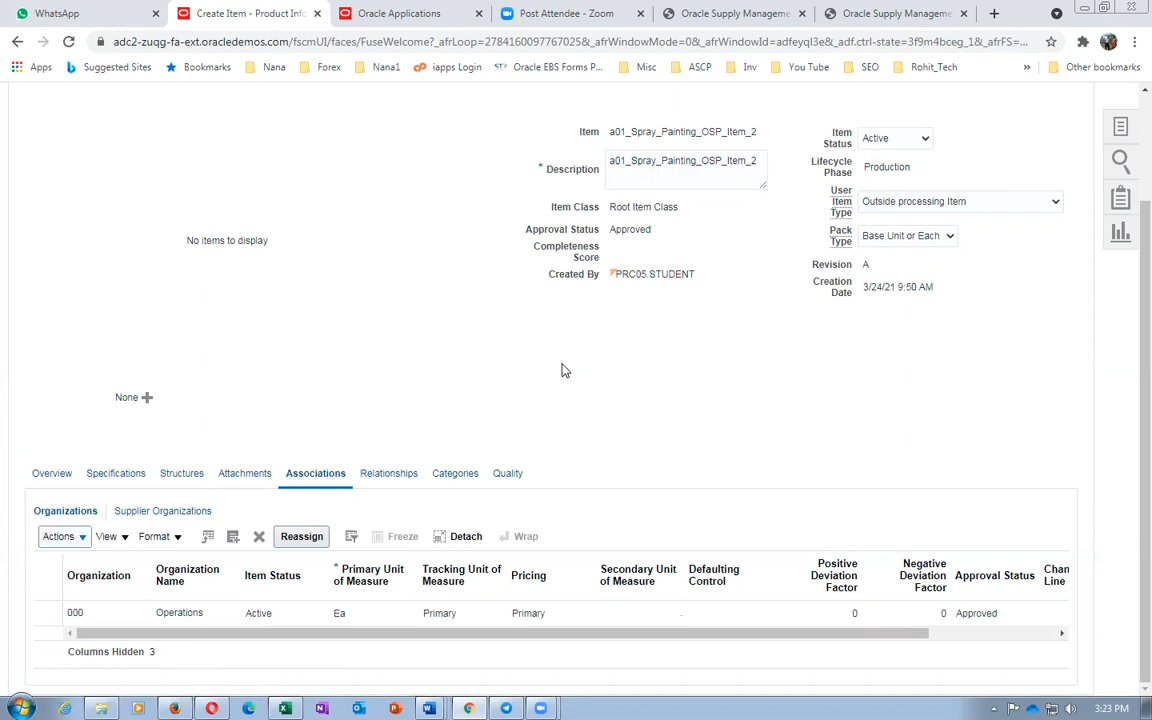 WhatsApp
Create Item - Product Info
Oracle Applications
Post Attendee - Zoom
Oracle Supply Manageme
Oracle Supply Manageme
adc2-zuqg-fa-ext.oracledemos.com/fscmUI/faces/FuseWelcome?_afrLoop=2784160097767025&_afrWindowMode=0&_afrWindowId=adfeyql3e&_adf.ctrl-state=3f9m4bceg_1&_afrFS=...
Apps
Suggested Sites
Bookmarks
Nana
Forex
Nana1
iapps Login
Oracle EBS Forms P...
Misc
ASCP
Inv
You Tube
SEO
Rohit_Tech
»
Other bookmarks
Item a01_Spray_Painting_OSP_Item_2
* Description a01_Spray_Painting_OSP_Item_2
Item Class Root Item Class
Approval Status Approved
Completeness
Score
Created By PRC05.STUDENT
Item
Status Active
Lifecycle
Phase Production
User
Item
Type Outside processing Item
Pack
Type Base Unit or Each
Revision A
Creation
Date 3/24/21 9:50 AM
No items to display
None
Overview Specifications Structures Attachments Associations Relationships Categories Quality
Organizations Supplier Organizations
Actions View Format Reassign Freeze Detach Wrap
Organization
Organization
Name
Item Status
* Primary Unit
of Measure
Tracking Unit of
Measure
Pricing
Secondary Unit
of Measure
Defaulting
Control
Positive
Deviation
Factor
Negative
Deviation
Factor
Approval Status
Chan
Line
000 Operations Active Ea Primary Primary 0 0 Approved
Columns Hidden 3
3:23 PM